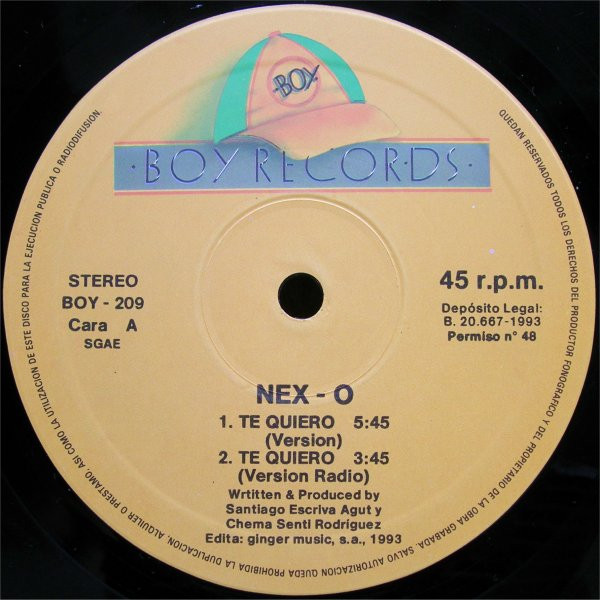 BOY
·BOY RECORDS·
STEREO
BOY - 209
Cara A
SGAE
45 r.p.m.
Depósito Legal:
B. 20.667-1993
Permiso n° 48
NEX - O
1. TE QUIERO 5:45
(Version)
2. TE QUIERO 3:45
(Version Radio)
Wrtitten & Produced by
Santiago Escriva Agut y
Chema Sentl Rodríguez
Edita: ginger music, s.a., 1993
QUEDAN RESERVADOS TODOS LOS DERECHOS DEL PRODUCTOR FONOGRAFICO Y DEL PROPIETARIO DE LA OBRA GRABADA. SALVO AUTORIZACION QUEDA PROHIBIDA LA DUPLICACION, ALQUILER O PRESTAMO, ASI COMO LA UTILIZACION DE ESTE DISCO PARA LA EJECUCION PUBLICA O RADIODIFUSION.